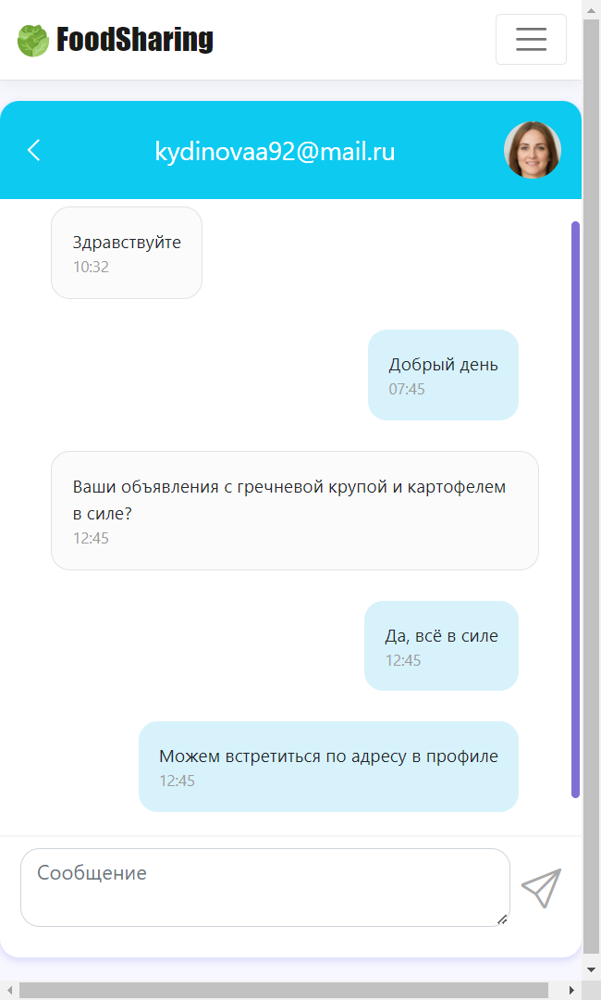 FoodSharing
kydinovaa92@mail.ru
Здравствуйте
10:32
Добрый день
07:45
Ваши объявления с гречневой крупой и картофелем
в силе?
12:45
Да, всё в силе
12:45
Можем встретиться по адресу в профиле
12:45
Сообщение